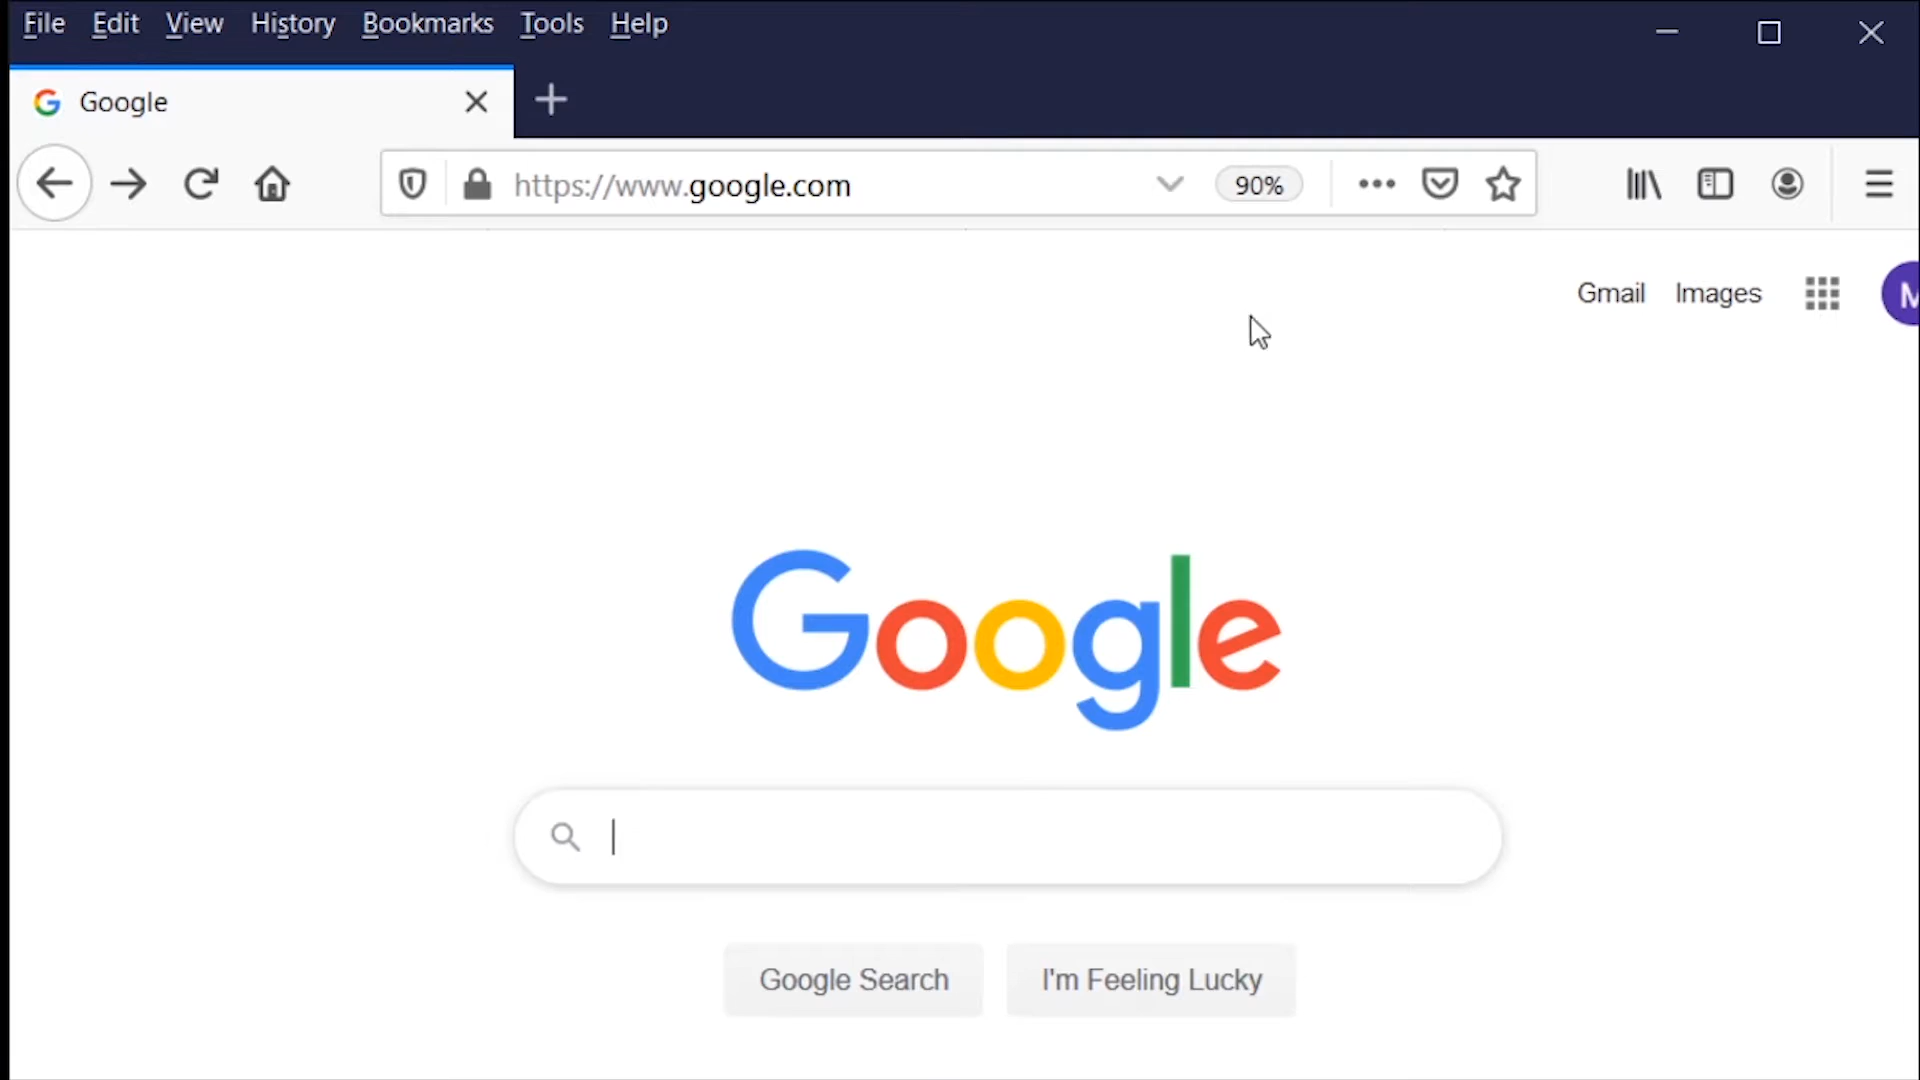 File Edit View History Bookmarks Tools Help
Google
https://www.google.com 90%
Gmail Images M
Google
Google Search I'm Feeling Lucky